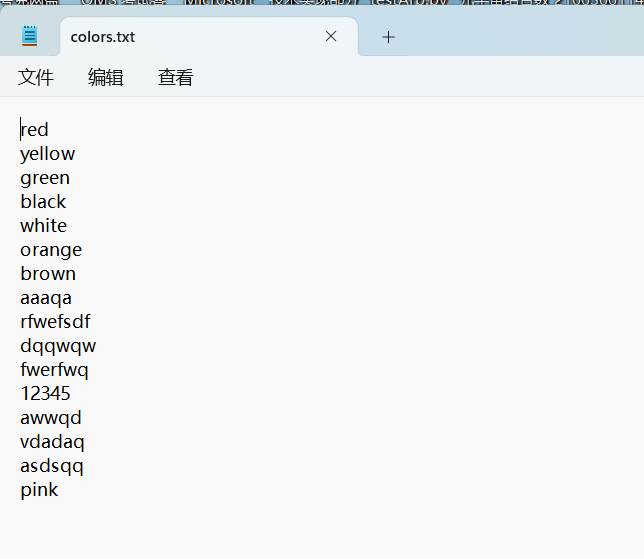 colors.txt
文件 编辑 查看
red
yellow
green
black
white
orange
brown
aaaqa
rfwefsdf
dqqwqw
fwerfwq
12345
awwqd
vdadaq
asdsqq
pink